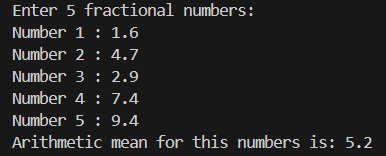 Enter 5 fractional numbers:
Number 1 : 1.6
Number 2 : 4.7
Number 3 : 2.9
Number 4 : 7.4
Number 5 : 9.4
Arithmetic mean for this numbers is: 5.2